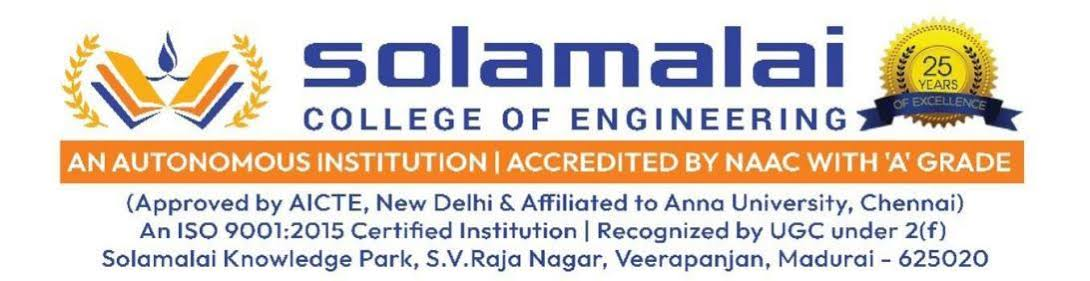 solamalai
COLLEGE OF ENGINEERING
25
YEARS
OF EXCELLENCE
AN AUTONOMOUS INSTITUTION | ACCREDITED BY NAAC WITH 'A' GRADE
(Approved by AICTE, New Delhi & Affiliated to Anna University, Chennai)
An ISO 9001:2015 Certified Institution | Recognized by UGC under 2(f)
Solamalai Knowledge Park, S.V.Raja Nagar, Veerapanjan, Madurai - 625020